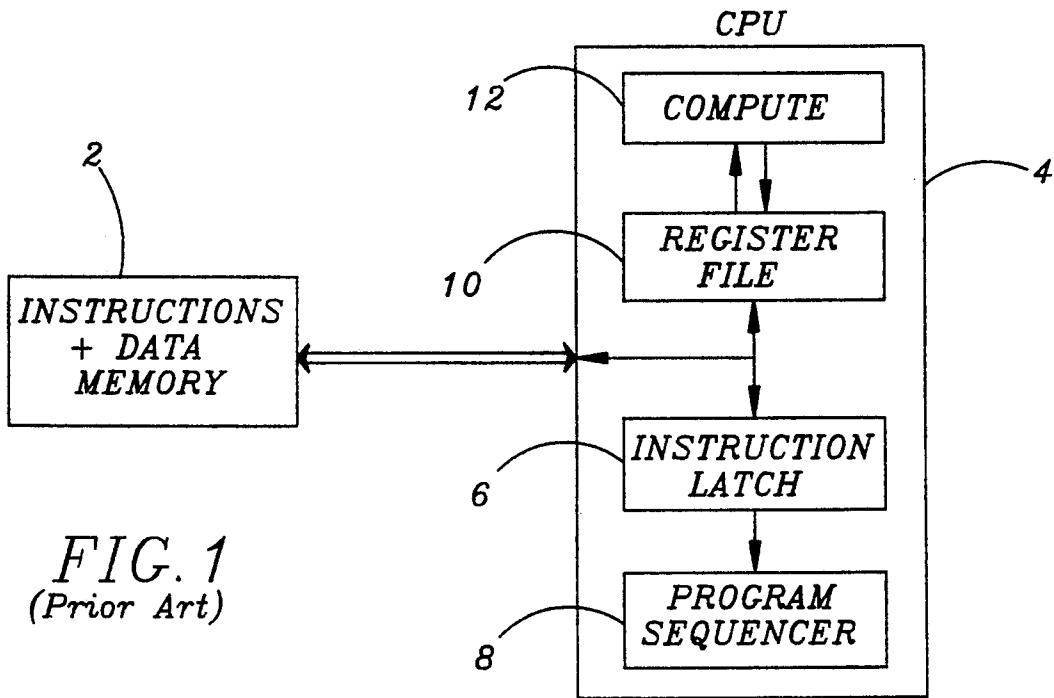 CPU
12
COMPUTE
2
4
REGISTER
FILE
10
INSTRUCTIONS
+ DATA
MEMORY
INSTRUCTION
LATCH
6
FIG. 1
(Prior Art)
PROGRAM
SEQUENCER
8